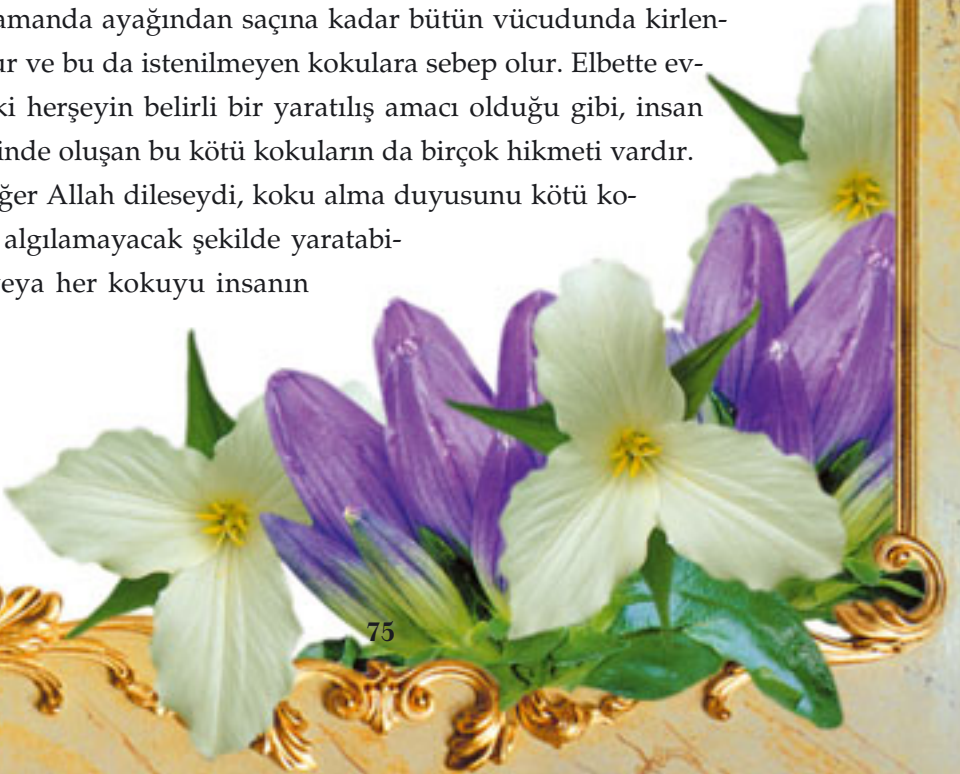 amanda ayağından saçına kadar bütün vücudunda kirlen-
ur ve bu da istenilmeyen kokulara sebep olur. Elbette ev-
ki herşeyin belirli bir yaratılış amacı olduğu gibi, insan
inde oluşan bu kötü kokuların da birçok hikmeti vardır.
ğer Allah dileseydi, koku alma duyusunu kötü ko-
algılamayacak şekilde yaratabi-
eya her kokuyu insanın
75